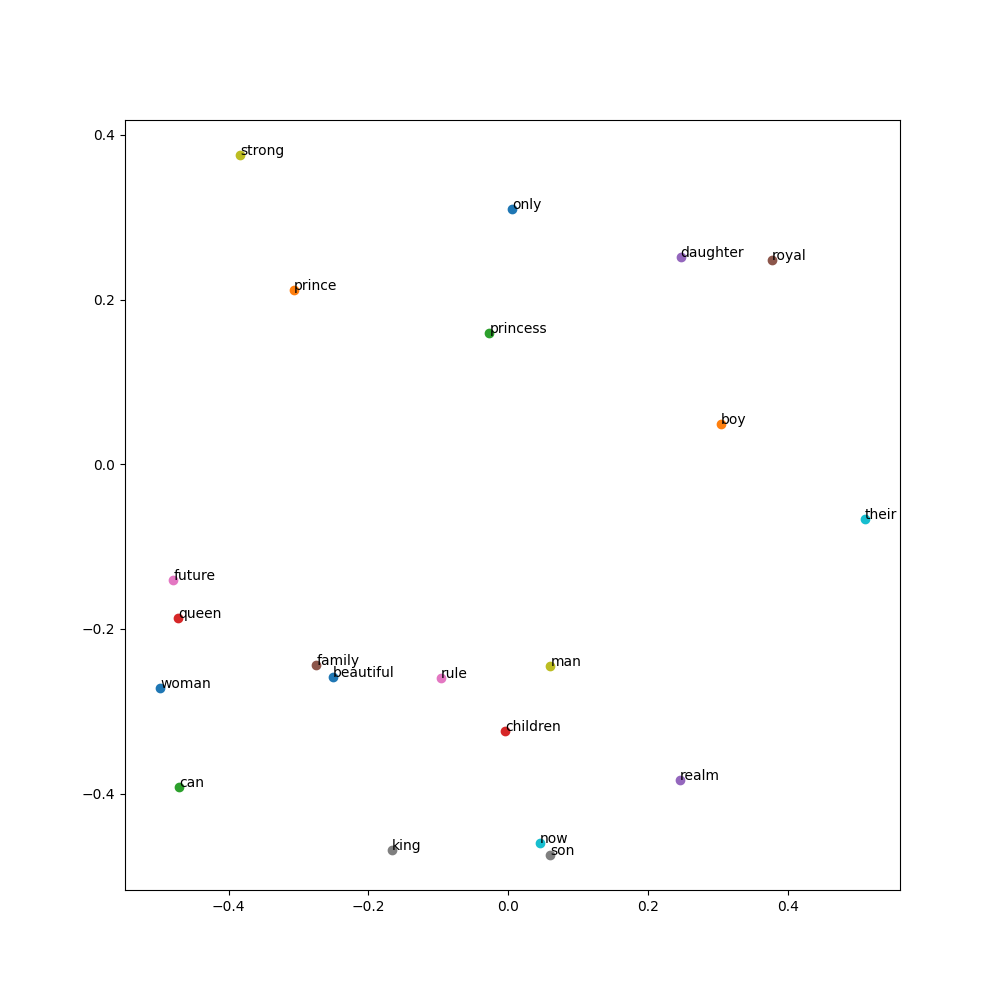 0.4
strong
only
daughter
royal
prince
0.2
princess
boy
0.0
their
future
queen
−0.2
family
man
beautiful
rule
woman
children
realm
can
−0.4
now
king
son
−0.4
−0.2
0.0
0.2
0.4